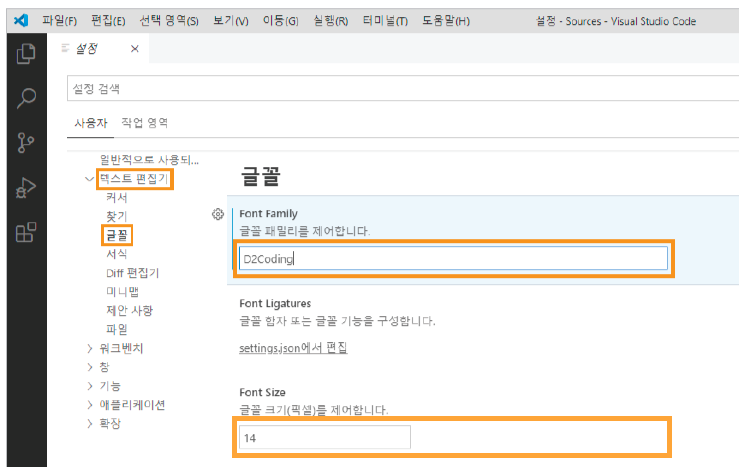 파일(F) 편집(E) 선택 영역(S) 보기(V) 이동(G) 실행(R) 터미널(T) 도움말(H) 설정 - Sources - Visual Studio Code
설정
설정 검색
사용자 작업 영역
일반적으로 사용되...
텍스트 편집기
커서
찾기
글꼴
서식
Diff 편집기
미니맵
제안 사항
파일
워크벤치
창
기능
애플리케이션
확장
글꼴
Font Family
글꼴 패밀리를 제어합니다.
D2Coding
Font Ligatures
글꼴 합자 또는 글꼴 기능을 구성합니다.
settings.json에서 편집
Font Size
글꼴 크기(픽셀)를 제어합니다.
14